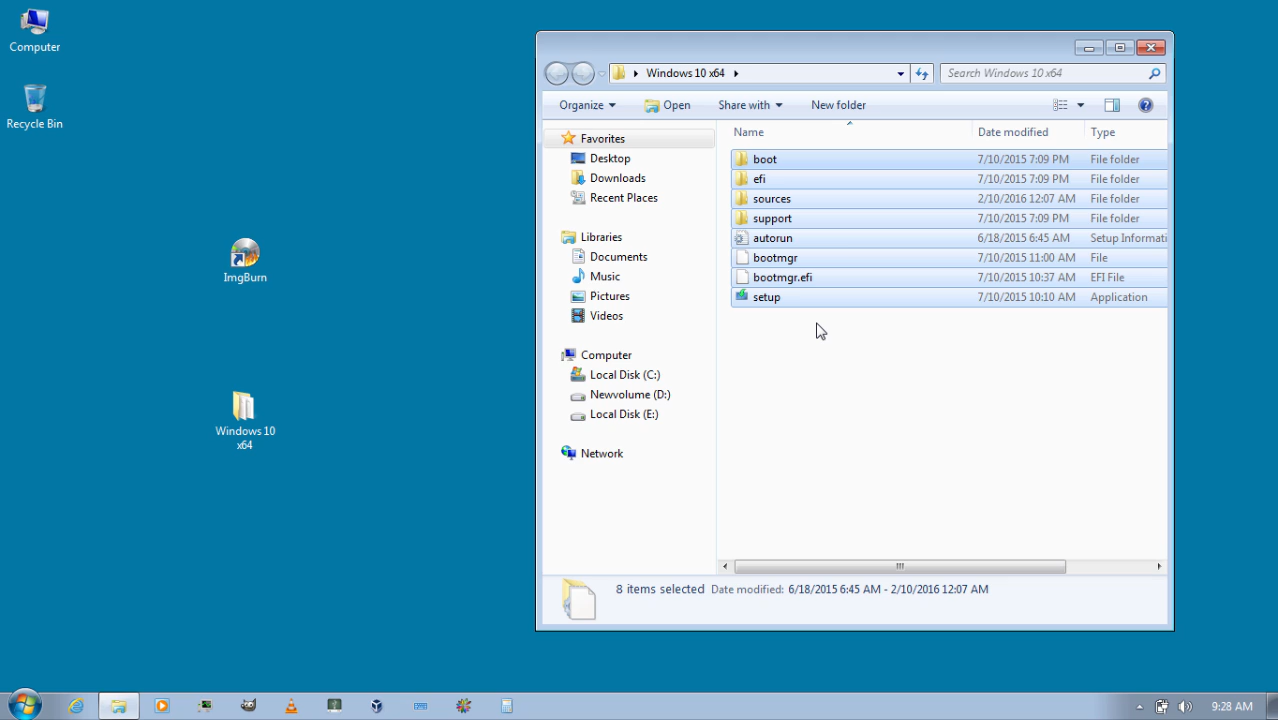 Computer
Recycle Bin
ImgBurn
Windows 10
x64
Windows 10 x64
Search Windows 10 x64
Organize Open Share with New folder
Name Date modified Type
Favorites
Desktop
Downloads
Recent Places
Libraries
Documents
Music
Pictures
Videos
Computer
Local Disk (C:)
Newvolume (D:)
Local Disk (E:)
Network
boot 7/10/2015 7:09 PM File folder
efi 7/10/2015 7:09 PM File folder
sources 2/10/2016 12:07 AM File folder
support 7/10/2015 7:09 PM File folder
autorun 6/18/2015 6:45 AM Setup Informati
bootmgr 7/10/2015 11:00 AM File
bootmgr.efi 7/10/2015 10:37 AM EFI File
setup 7/10/2015 10:10 AM Application
8 items selected Date modified: 6/18/2015 6:45 AM - 2/10/2016 12:07 AM
9:28 AM